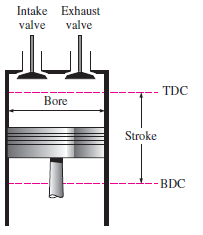 Intake Exhaust
valve valve
TDC
Bore
Stroke
BDC